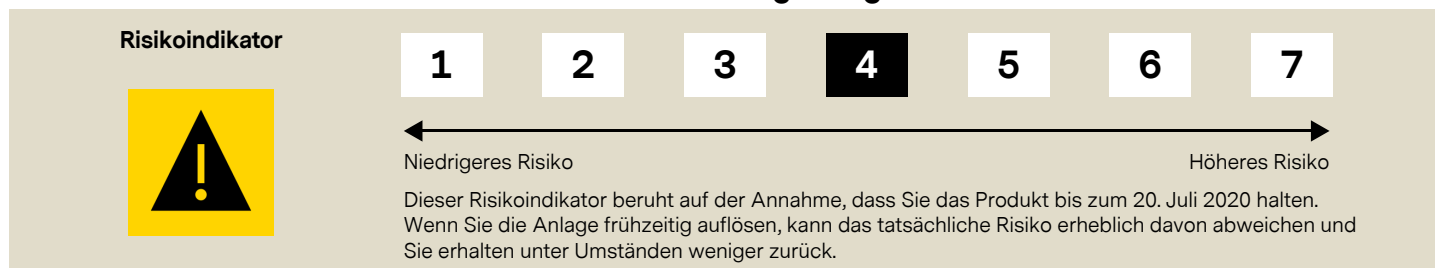 Risikoindikator
1 2 3 4 5 6 7
Niedrigeres Risiko Höheres Risiko
Dieser Risikoindikator beruht auf der Annahme, dass Sie das Produkt bis zum 20. Juli 2020 halten.
Wenn Sie die Anlage frühzeitig auflösen, kann das tatsächliche Risiko erheblich davon abweichen und
Sie erhalten unter Umständen weniger zurück.